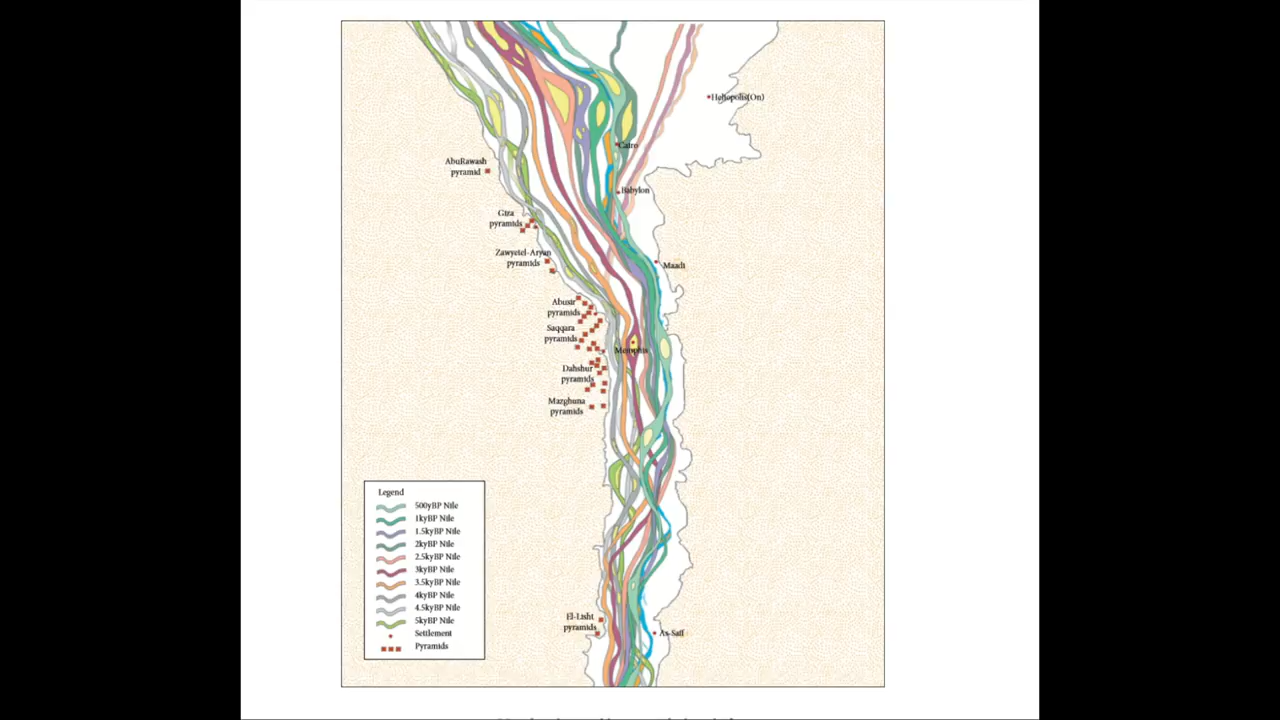 Heliopolis(On)
Cairo
AbuRawash
pyramid
Babylon
Giza
pyramids
Zawyetel-Aryan
pyramids
Maadi
Abusir
pyramids
Saqqara
pyramids
Memphis
Dahshur
pyramids
Mazghuna
pyramids
Legend
500yBP Nile
1kyBP Nile
1.5kyBP Nile
2kyBP Nile
2.5kyBP Nile
3kyBP Nile
3.5kyBP Nile
4kyBP Nile
4.5kyBP Nile
5kyBP Nile
Settlement
Pyramids
El-Lisht
pyramids
As-Saff